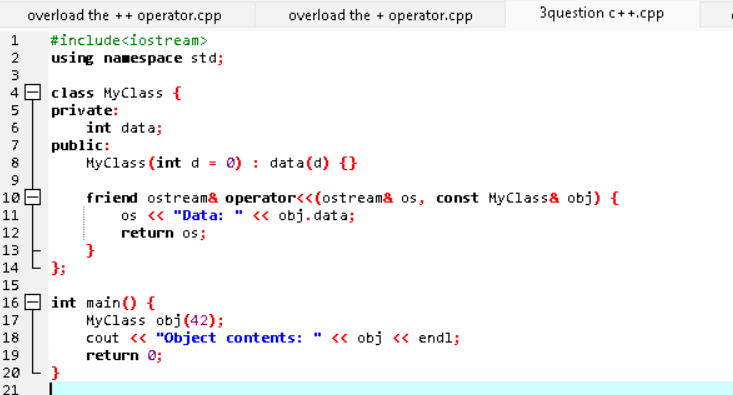 overload the ++ operator.cpp overload the + operator.cpp 3question c++.cpp
1 #include<iostream>
2 using namespace std;
3
4 class MyClass {
5 private:
6 int data;
7 public:
8 MyClass(int d = 0) : data(d) {}
9
10 friend ostream& operator<<(ostream& os, const MyClass& obj) {
11 os << "Data: " << obj.data;
12 return os;
13 }
14 };
15
16 int main() {
17 MyClass obj(42);
18 cout << "Object contents: " << obj << endl;
19 return 0;
20 }
21